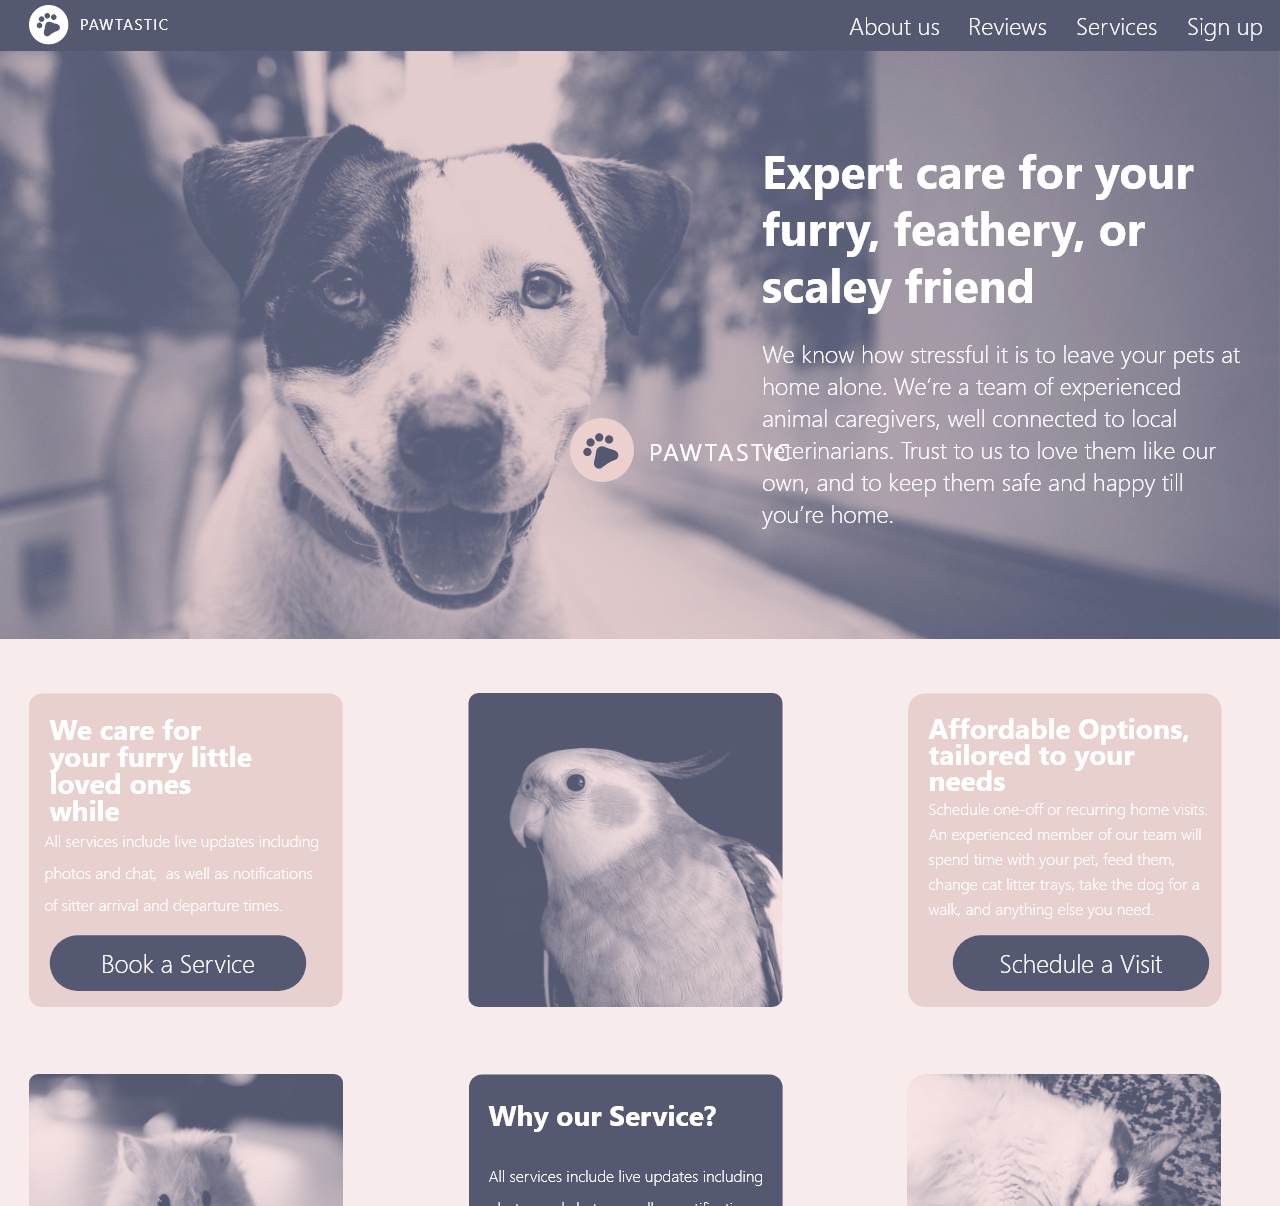 PAWTASTIC
About us Reviews Services Sign up
Expert care for your
furry, feathery, or
scaley friend
We know how stressful it is to leave your pets at
home alone. We’re a team of experienced
animal caregivers, well connected to local
veterinarians. Trust to us to love them like our
own, and to keep them safe and happy till
you’re home.
PAWTASTIC
We care for
your furry little
loved ones
while
All services include live updates including
photos and chat, as well as notifications
of sitter arrival and departure times.
Book a Service
Affordable Options,
tailored to your
needs
Schedule one-off or recurring home visits.
An experienced member of our team will
spend time with your pet, feed them,
change cat litter trays, take the dog for a
walk, and anything else you need.
Schedule a Visit
Why our Service?
All services include live updates including